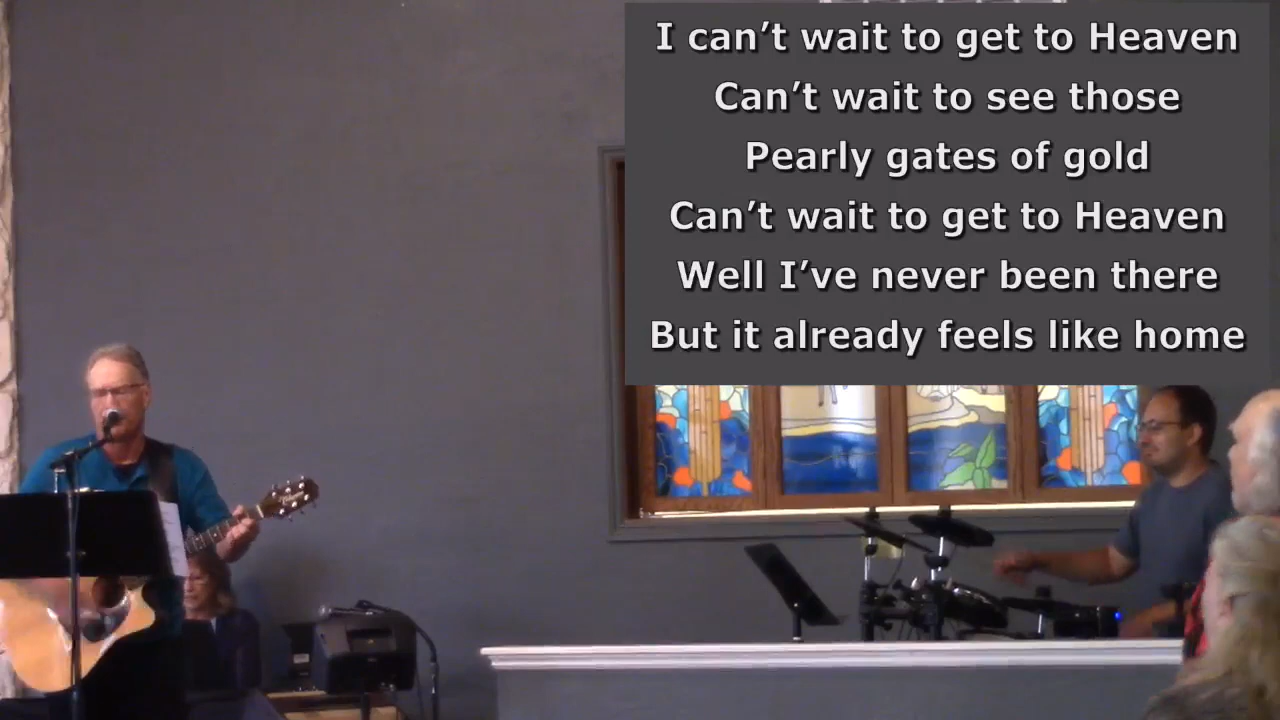 I can’t wait to get to Heaven
Can’t wait to see those
Pearly gates of gold
Can’t wait to get to Heaven
Well I’ve never been there
But it already feels like home